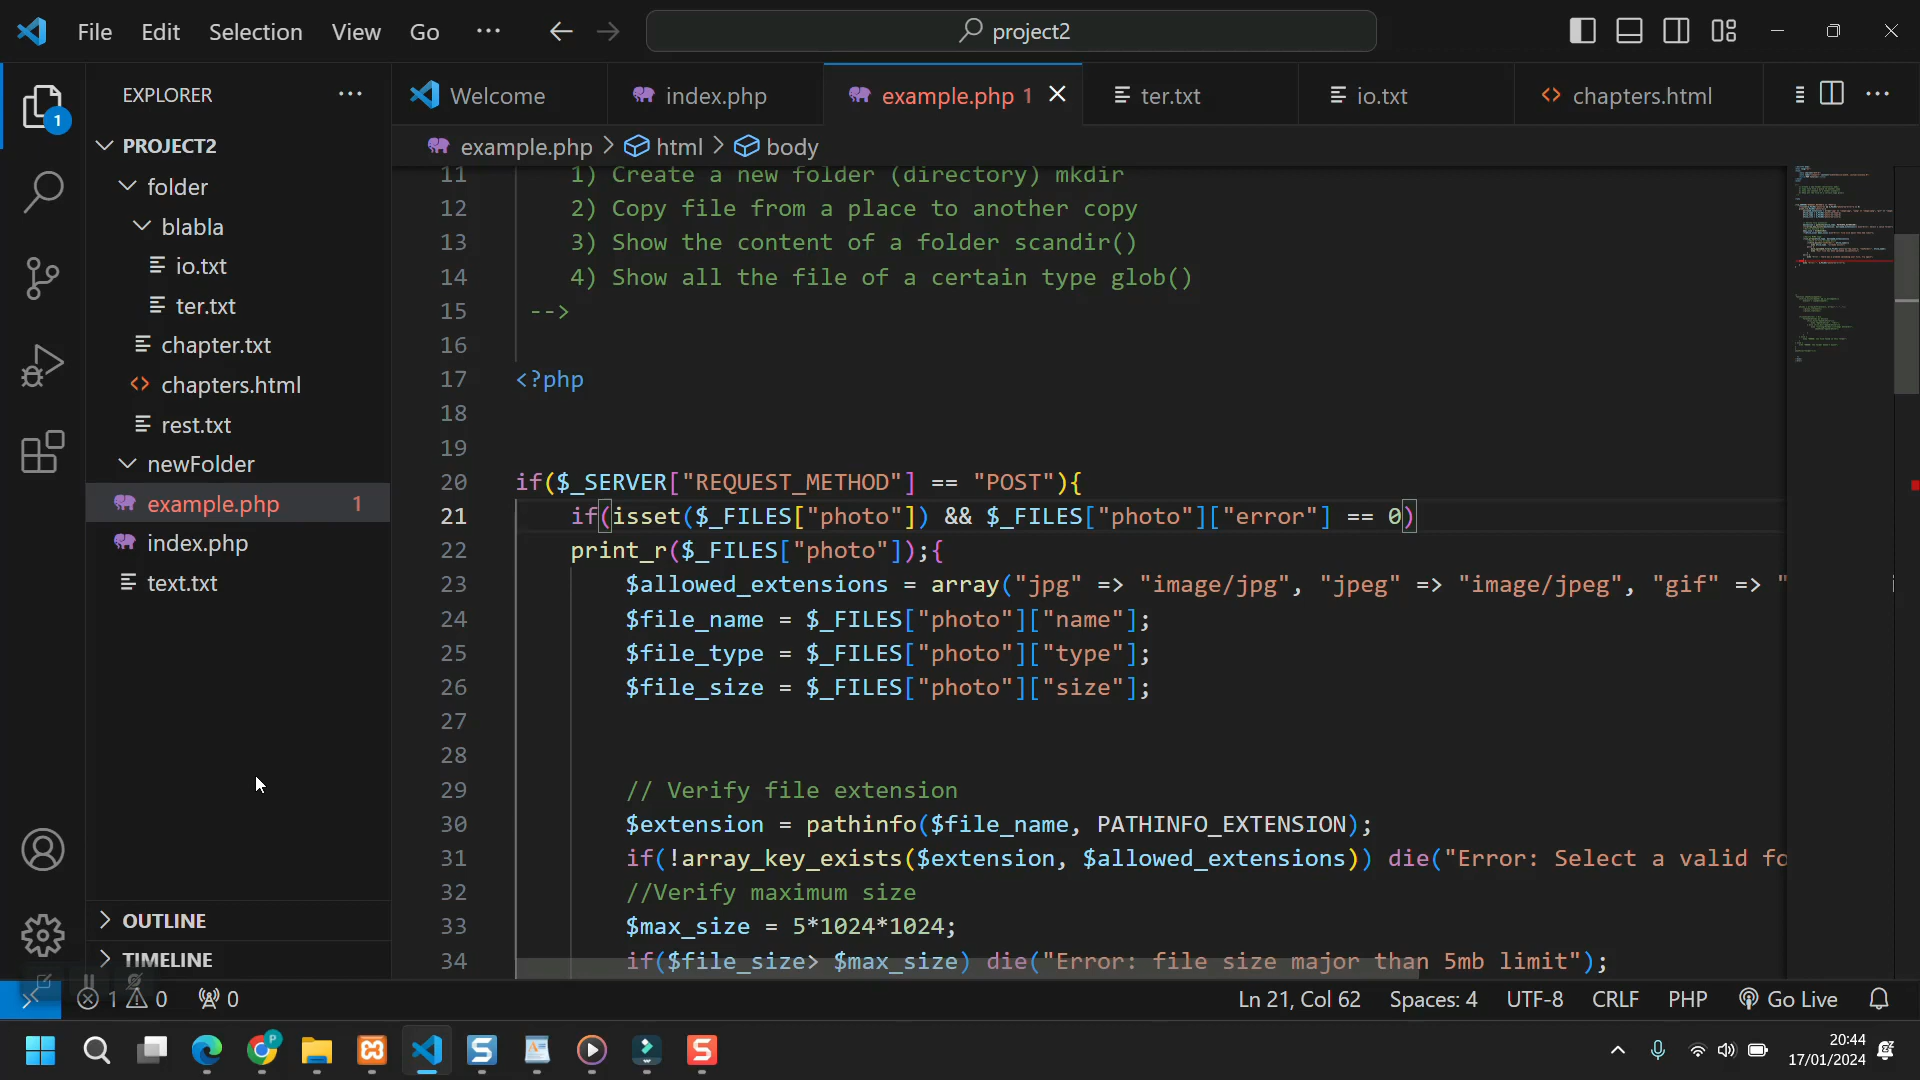 File Edit Selection View Go ··· project2
EXPLORER ···
Welcome index.php example.php 1 ter.txt io.txt chapters.html ···
example.php > html > body
PROJECT2
folder
blabla
io.txt
ter.txt
chapter.txt
chapters.html
rest.txt
newFolder
example.php 1
index.php
text.txt
OUTLINE
TIMELINE
1
11 1) Create a new folder (directory) mkdir
12 2) Copy file from a place to another copy
13 3) Show the content of a folder scandir()
14 4) Show all the file of a certain type glob()
15 -->
16
17 <?php
18
19
20 if($_SERVER["REQUEST_METHOD"] == "POST"){
21 if(isset($_FILES["photo"]) && $_FILES["photo"]["error"] == 0)
22 print_r($_FILES["photo"]);{
23 $allowed_extensions = array("jpg" => "image/jpg", "jpeg" => "image/jpeg", "gif" => "
24 $file_name = $_FILES["photo"]["name"];
25 $file_type = $_FILES["photo"]["type"];
26 $file_size = $_FILES["photo"]["size"];
27
28
29 // Verify file extension
30 $extension = pathinfo($file_name, PATHINFO_EXTENSION);
31 if(!array_key_exists($extension, $allowed_extensions)) die("Error: Select a valid fo
32 //Verify maximum size
33 $max_size = 5*1024*1024;
34 if($file_size> $max_size) die("Error: file size major than 5mb limit");
1 0 0 Ln 21, Col 62 Spaces: 4 UTF-8 CRLF PHP Go Live
20:44
17/01/2024